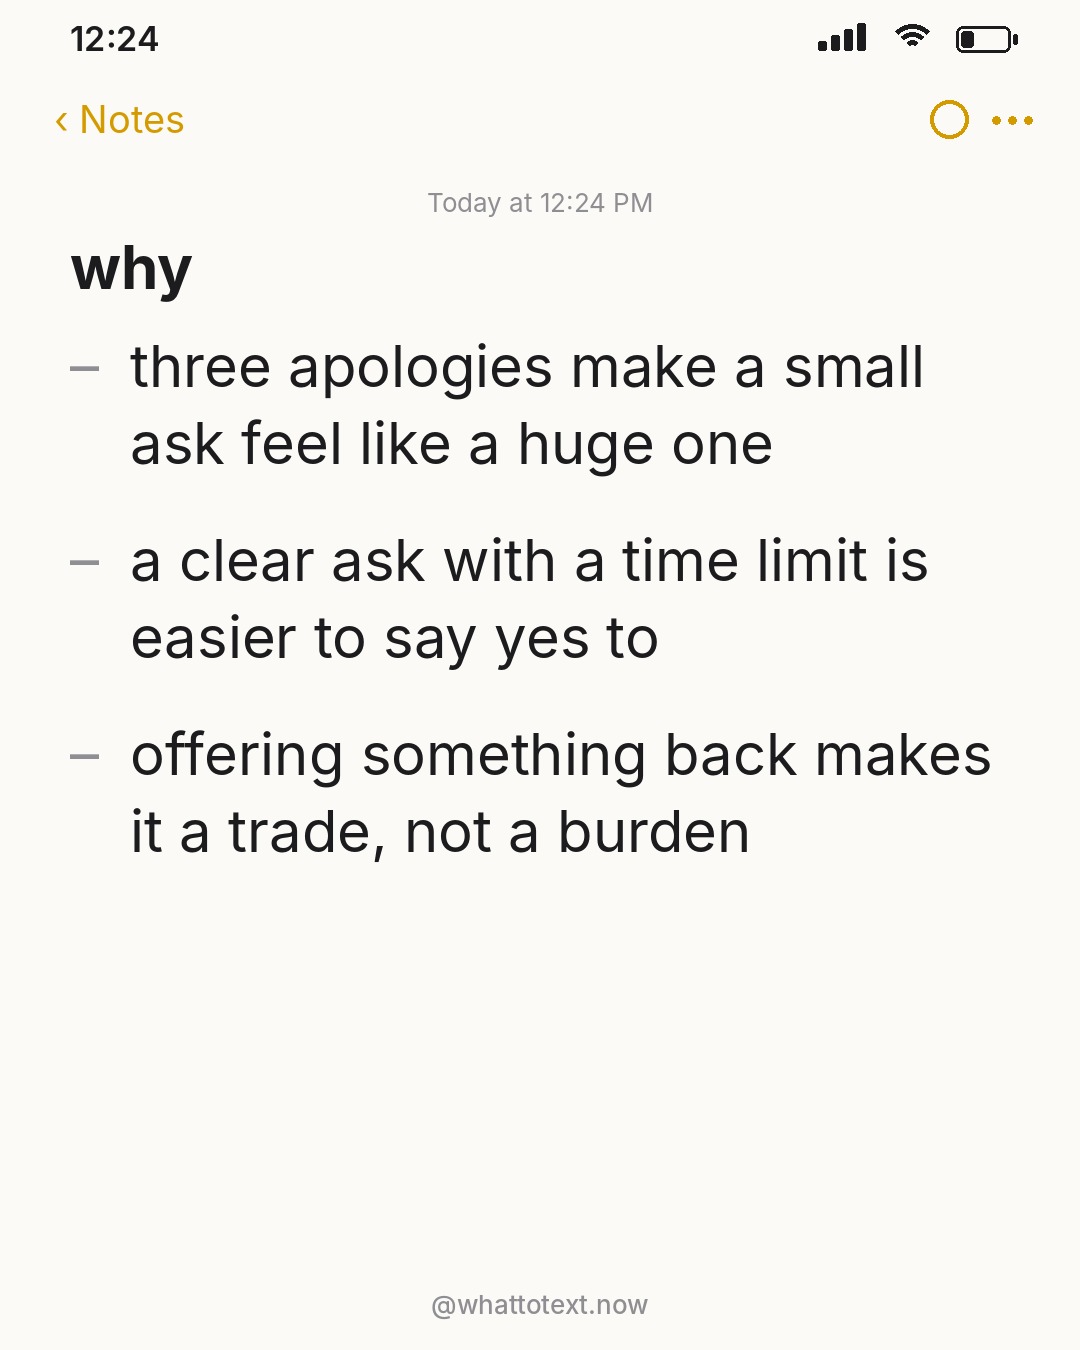 12:24
‹ Notes
Today at 12:24 PM
why
– three apologies make a small
ask feel like a huge one
– a clear ask with a time limit is
easier to say yes to
– offering something back makes
it a trade, not a burden
@whattotext.now